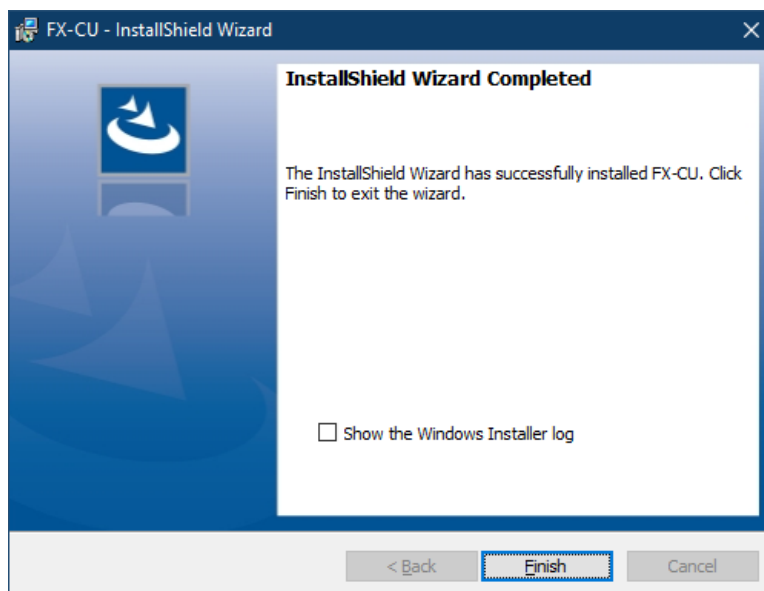 FX-CU - InstallShield Wizard
InstallShield Wizard Completed
The InstallShield Wizard has successfully installed FX-CU. Click
Finish to exit the wizard.
Show the Windows Installer log
< Back
Finish
Cancel